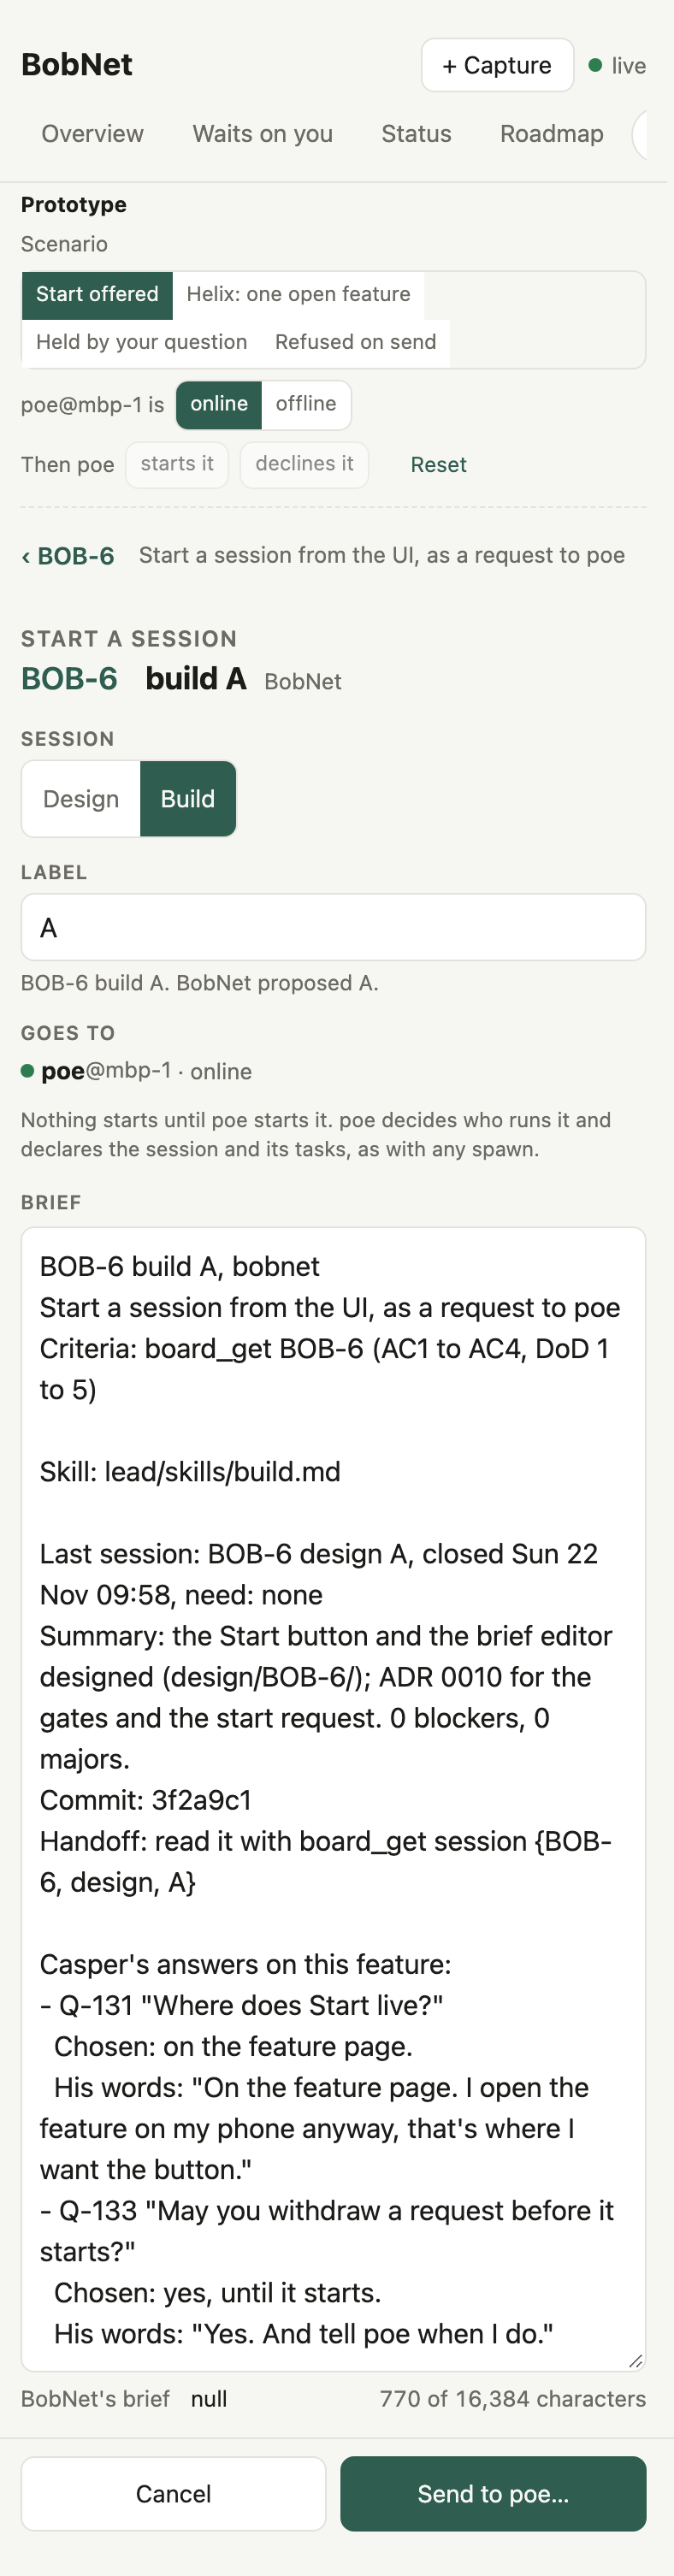 BobNet
+ Capture
live
Overview Waits on you Status Roadmap
Prototype
Scenario
Start offered Helix: one open feature
Held by your question Refused on send
poe@mbp-1 is online offline
Then poe starts it declines it Reset
‹ BOB-6 Start a session from the UI, as a request to poe
START A SESSION
BOB-6 build A BobNet
SESSION
Design Build
LABEL
A
BOB-6 build A. BobNet proposed A.
GOES TO
poe@mbp-1 · online
Nothing starts until poe starts it. poe decides who runs it and
declares the session and its tasks, as with any spawn.
BRIEF
BOB-6 build A, bobnet
Start a session from the UI, as a request to poe
Criteria: board_get BOB-6 (AC1 to AC4, DoD 1
to 5)
Skill: lead/skills/build.md
Last session: BOB-6 design A, closed Sun 22
Nov 09:58, need: none
Summary: the Start button and the brief editor
designed (design/BOB-6/); ADR 0010 for the
gates and the start request. 0 blockers, 0
majors.
Commit: 3f2a9c1
Handoff: read it with board_get session {BOB-
6, design, A}
Casper's answers on this feature:
- Q-131 "Where does Start live?"
Chosen: on the feature page.
His words: "On the feature page. I open the
feature on my phone anyway, that's where I
want the button."
- Q-133 "May you withdraw a request before it
starts?"
Chosen: yes, until it starts.
His words: "Yes. And tell poe when I do."
BobNet's brief null 770 of 16,384 characters
Cancel Send to poe...